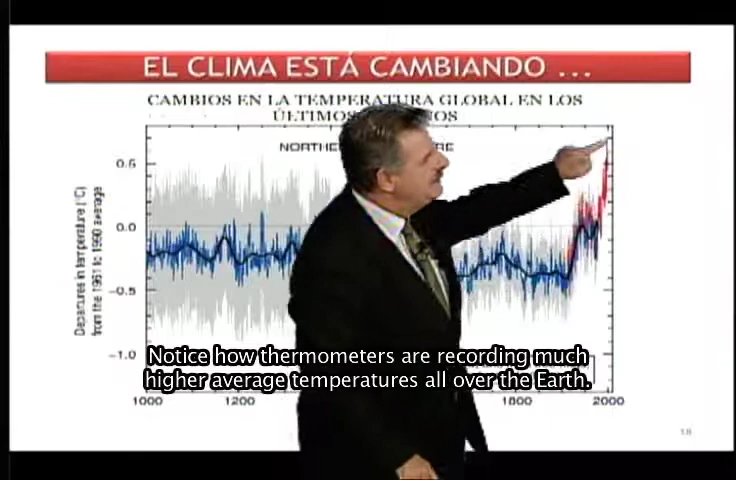 EL CLIMA ESTÁ CAMBIANDO ...
CAMBIOS EN LA TEMPERATURA GLOBAL EN LOS
ÚLTIMOS
0.5
0.0
-0.5
-1.0
Departures in temperature (°C)
from the 1961 to 1990 average
1000
1200
1800
2000
Notice how thermometers are recording much
higher average temperatures all over the Earth.
18